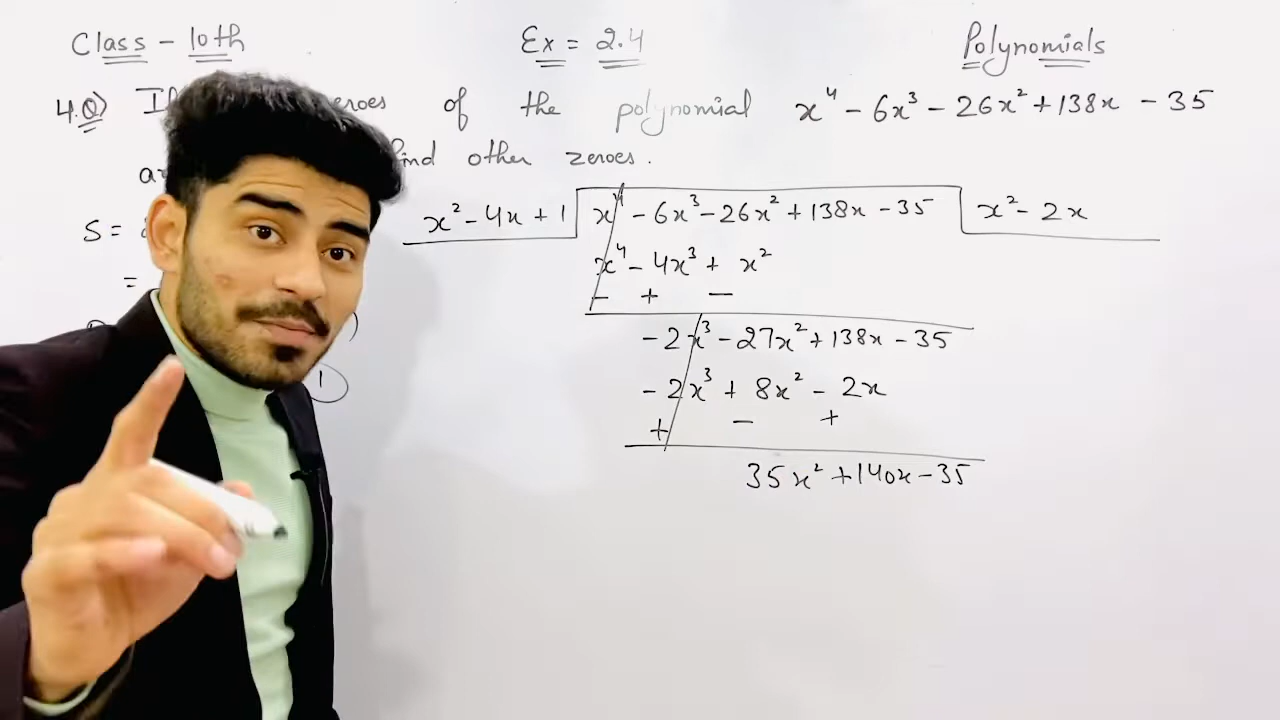 Class - 10th Ex = 2.4 Polynomials
4.Q) If zeroes of the polynomial x⁴ - 6x³ - 26x² + 138x - 35
find other zeroes.
S =
x² - 4x + 1 x⁴ - 6x³ - 26x² + 138x - 35 x² - 2x
x⁴ - 4x³ + x²
=
- + -
-2x³ - 27x² + 138x - 35
-2x³ + 8x² - 2x
+ - +
35x² + 140x - 35